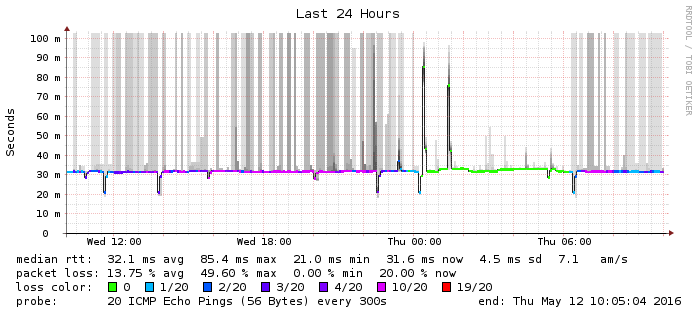 Last 24 Hours
RRDTOOL / TOBI OETIKER
Seconds
100 m
90 m
80 m
70 m
60 m
50 m
40 m
30 m
20 m
10 m
0
Wed 12:00 Wed 18:00 Thu 00:00 Thu 06:00
median rtt: 32.1 ms avg 85.4 ms max 21.0 ms min 31.6 ms now 4.5 ms sd 7.1 am/s
packet loss: 13.75 % avg 49.60 % max 0.00 % min 20.00 % now
loss color: 0 1/20 2/20 3/20 4/20 10/20 19/20
probe: 20 ICMP Echo Pings (56 Bytes) every 300s end: Thu May 12 10:05:04 2016